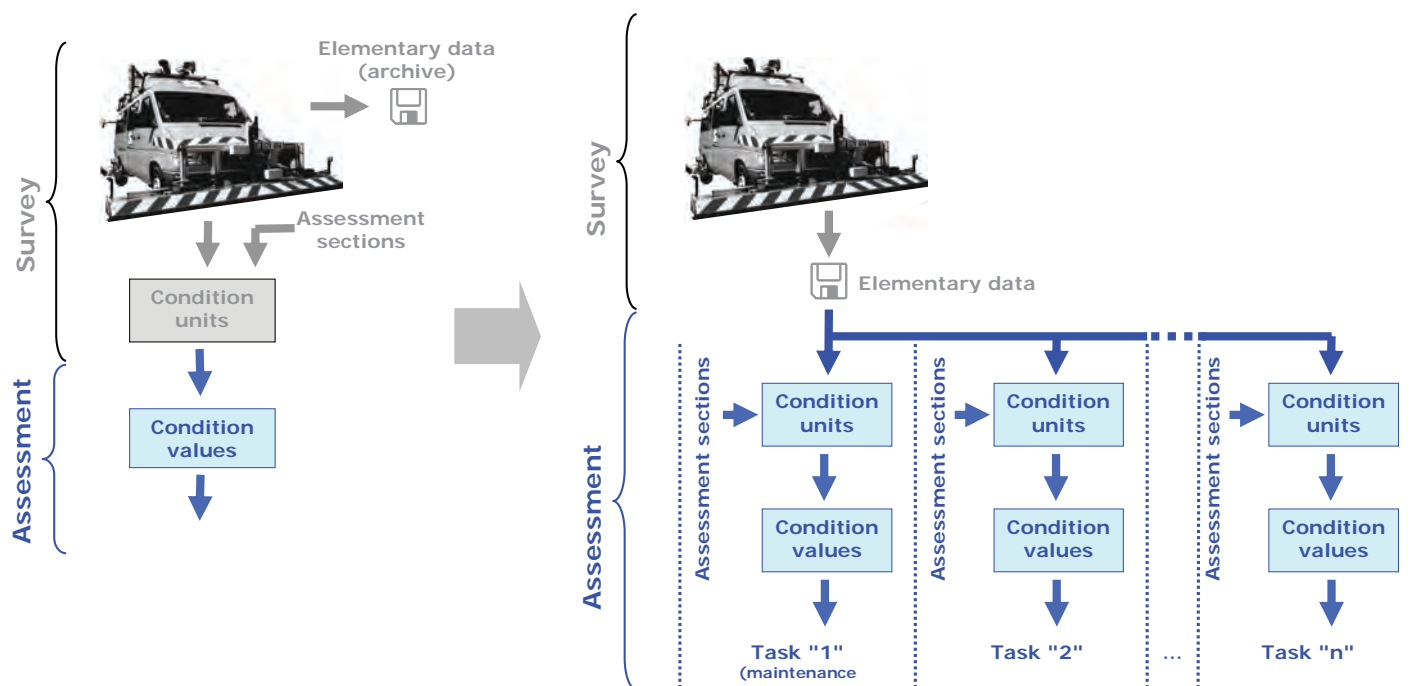 Elementary data
(archive)
Survey
Assessment
sections
Condition
units
Assessment
Condition
values
Survey
Elementary data
Assessment
Assessment sections
Condition
units
Condition
values
Task "1"
(maintenance
Assessment sections
Condition
units
Condition
values
Task "2"
...
Assessment sections
Condition
units
Condition
values
Task "n"